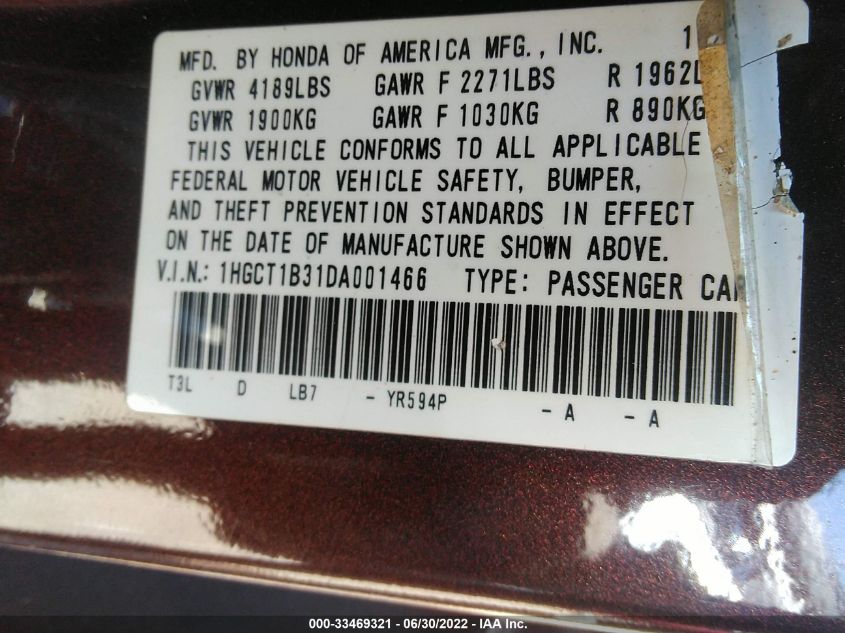 MFD. BY HONDA OF AMERICA MFG., INC. 1
GVWR 4189LBS GAWR F 2271LBS R 1962L
GVWR 1900KG GAWR F 1030KG R 890KG
THIS VEHICLE CONFORMS TO ALL APPLICABLE
FEDERAL MOTOR VEHICLE SAFETY, BUMPER,
AND THEFT PREVENTION STANDARDS IN EFFECT
ON THE DATE OF MANUFACTURE SHOWN ABOVE.
V.I.N.: 1HGCT1B31DA001466 TYPE: PASSENGER CAR
T3L D LB7 - YR594P - A - A
000-33469321 - 06/30/2022 - IAA Inc.